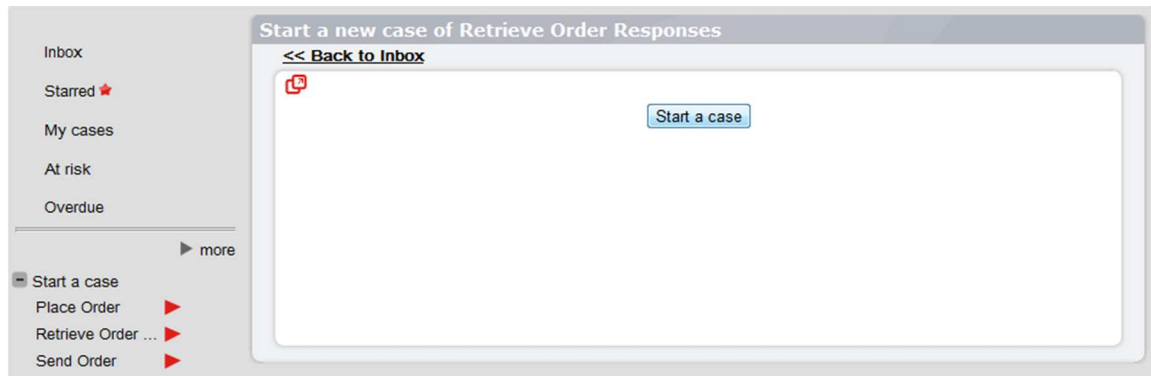 Inbox
Starred
My cases
At risk
Overdue
more
Start a case
Place Order
Retrieve Order ...
Send Order
Start a new case of Retrieve Order Responses
<< Back to Inbox
Start a case